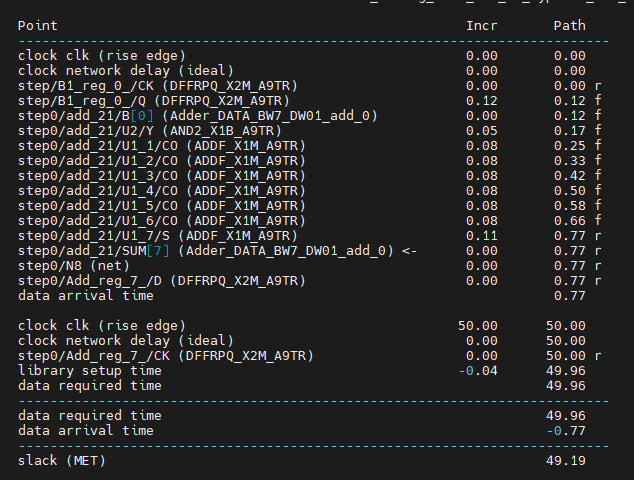 Point Incr Path
--------------------------------------------------------------------------
clock clk (rise edge) 0.00 0.00
clock network delay (ideal) 0.00 0.00
step/B1_reg_0_/CK (DFFRPQ_X2M_A9TR) 0.00 0.00 r
step/B1_reg_0_/Q (DFFRPQ_X2M_A9TR) 0.12 0.12 f
step0/add_21/B[0] (Adder_DATA_BW7_DW01_add_0) 0.00 0.12 f
step0/add_21/U2/Y (AND2_X1B_A9TR) 0.05 0.17 f
step0/add_21/U1_1/CO (ADDF_X1M_A9TR) 0.08 0.25 f
step0/add_21/U1_2/CO (ADDF_X1M_A9TR) 0.08 0.33 f
step0/add_21/U1_3/CO (ADDF_X1M_A9TR) 0.08 0.42 f
step0/add_21/U1_4/CO (ADDF_X1M_A9TR) 0.08 0.50 f
step0/add_21/U1_5/CO (ADDF_X1M_A9TR) 0.08 0.58 f
step0/add_21/U1_6/CO (ADDF_X1M_A9TR) 0.08 0.66 f
step0/add_21/U1_7/S (ADDF_X1M_A9TR) 0.11 0.77 r
step0/add_21/SUM[7] (Adder_DATA_BW7_DW01_add_0) <- 0.00 0.77 r
step0/N8 (net) 0.00 0.77 r
step0/Add_reg_7_/D (DFFRPQ_X2M_A9TR) 0.00 0.77 r
data arrival time 0.77
clock clk (rise edge) 50.00 50.00
clock network delay (ideal) 0.00 50.00
step0/Add_reg_7_/CK (DFFRPQ_X2M_A9TR) 0.00 50.00 r
library setup time -0.04 49.96
data required time 49.96
--------------------------------------------------------------------------
data required time 49.96
data arrival time -0.77
--------------------------------------------------------------------------
slack (MET) 49.19